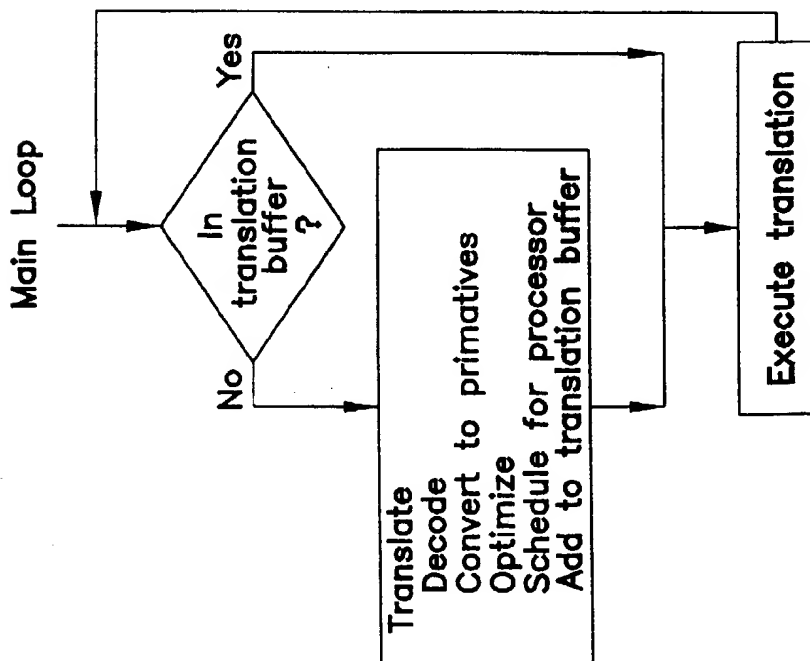 Main Loop
In
translation
buffer
?
Yes
No
Translate
Decode
Convert to primatives
Optimize
Schedule for processor
Add to translation buffer
Execute translation